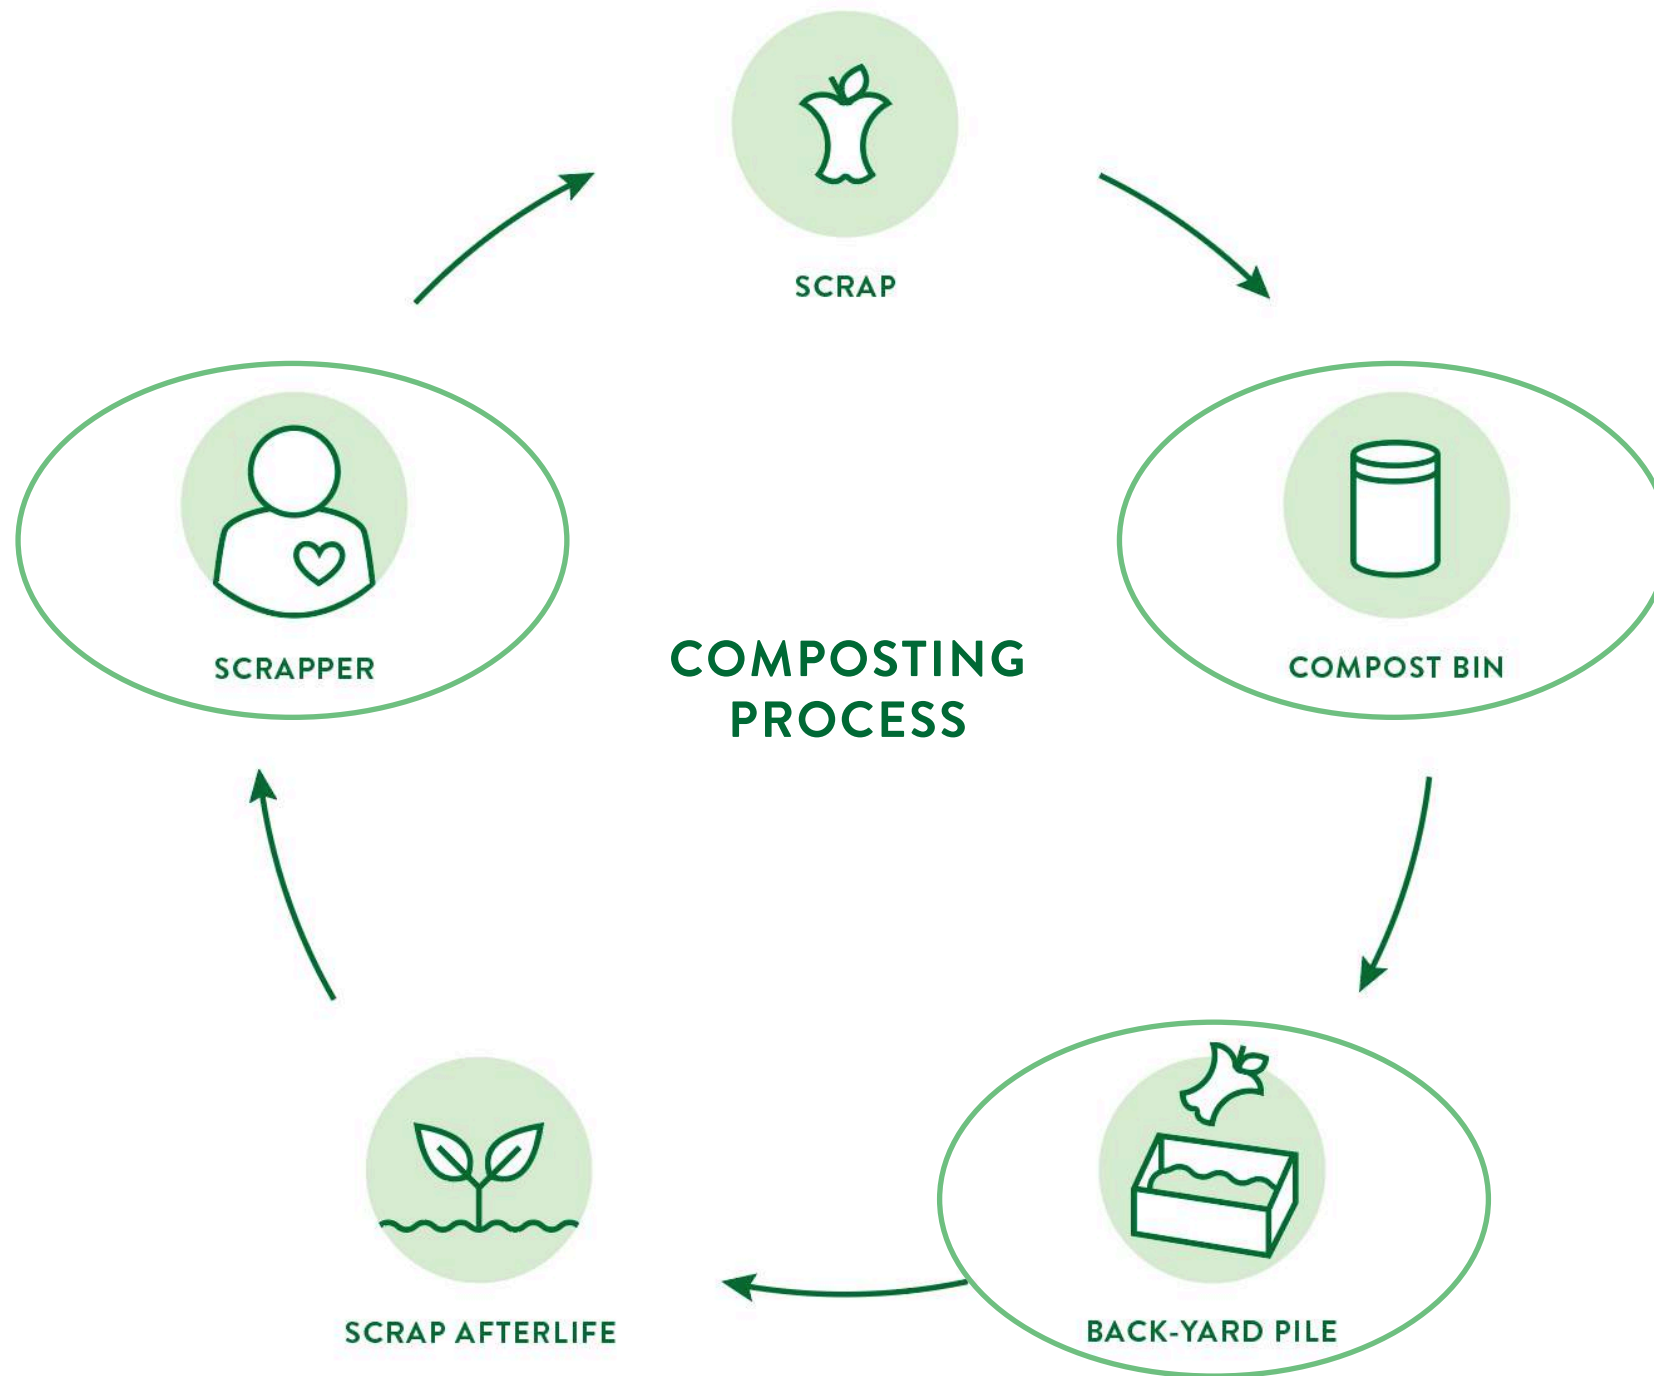 SCRAP
SCRAPPER
COMPOST BIN
COMPOSTING
PROCESS
SCRAP AFTERLIFE
BACK-YARD PILE